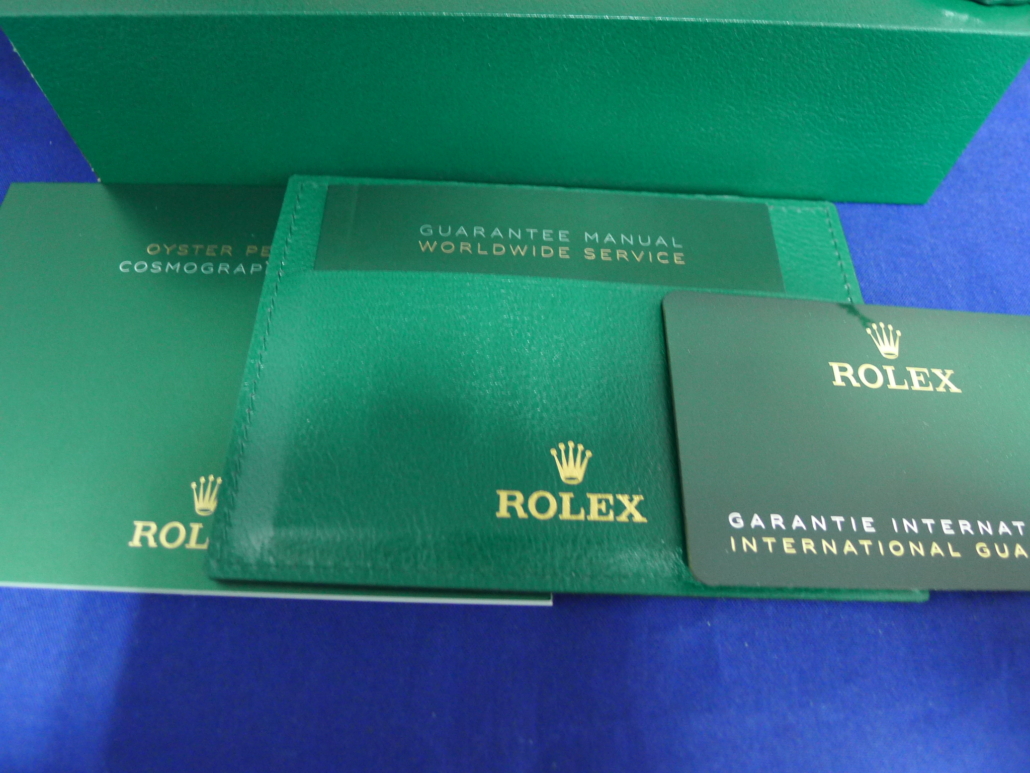 OYSTER PE
COSMOGRAP
ROL
GUARANTEE MANUAL
WORLDWIDE SERVICE
ROLEX
ROLEX
GARANTIE INTERNAT
INTERNATIONAL GUA